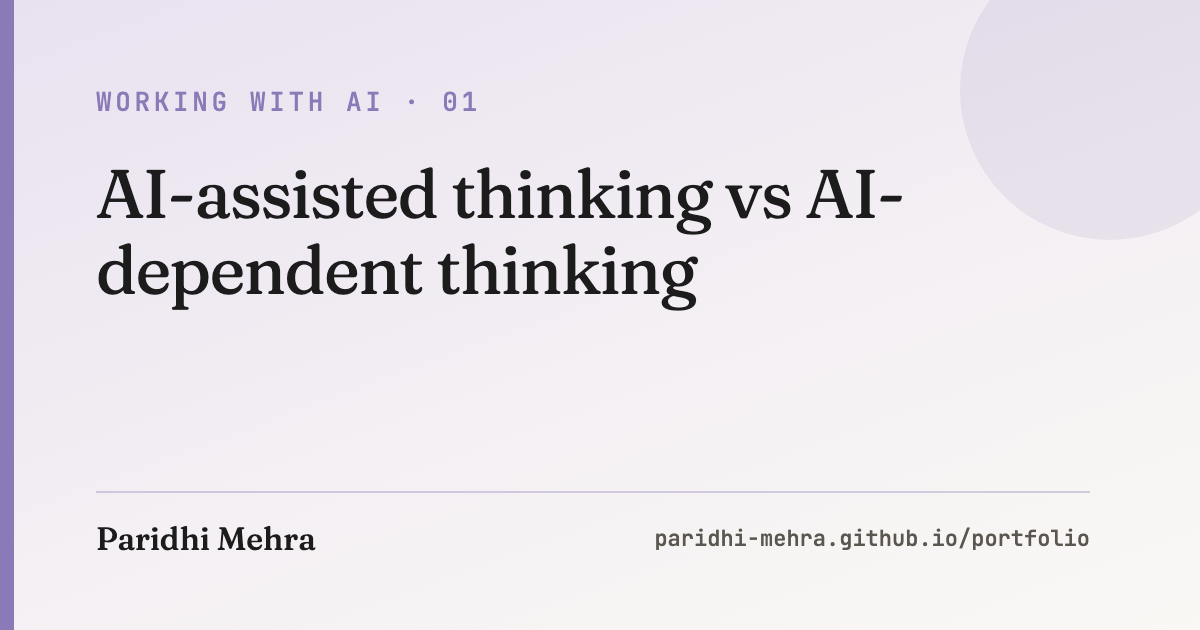 WORKING WITH AI · 01
AI-assisted thinking vs AI-
dependent thinking
Paridhi Mehra
paridhi-mehra.github.io/portfolio